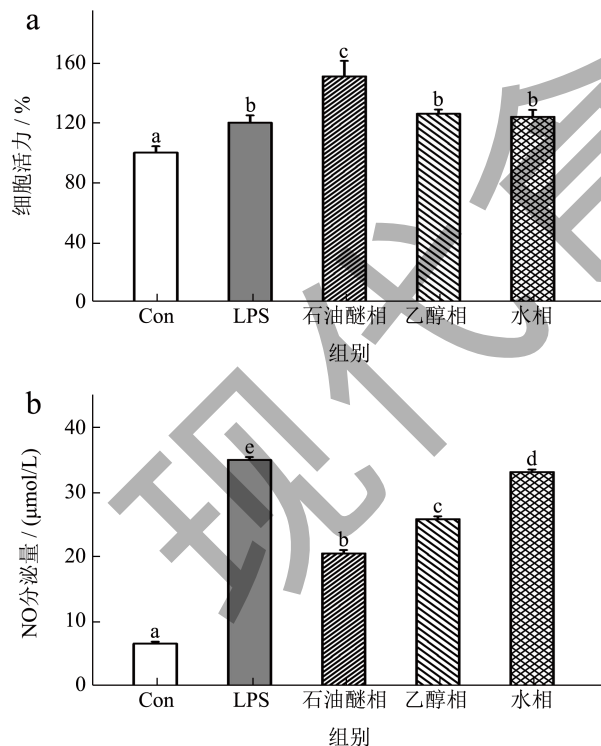 a
细胞活力 / %
160
120
80
40
0
a
b
c
b
b
Con
LPS
石油醚相
乙醇相
水相
组别
b
NO分泌量 / (μmol/L)
40
30
20
10
0
a
e
b
c
d
Con
LPS
石油醚相
乙醇相
水相
组别
现代食